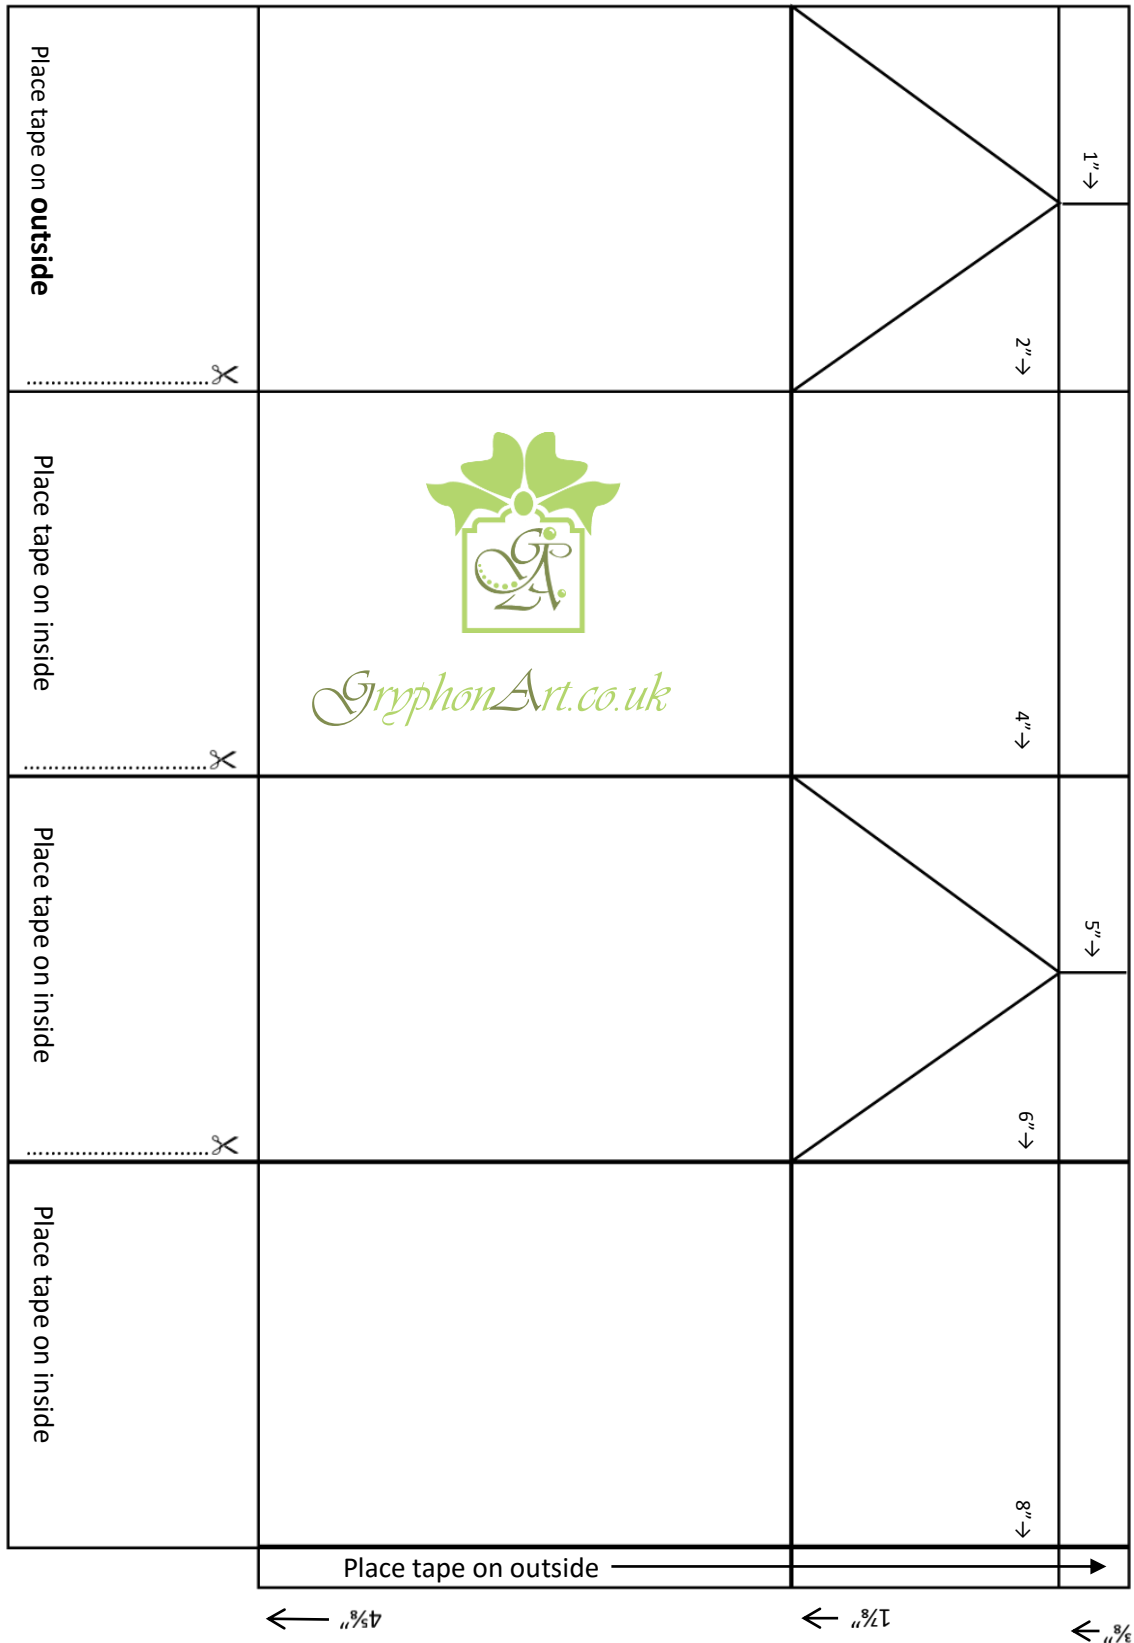 Place tape on outside
1”→
2”→
Place tape on inside
GryphonArt.co.uk
4”→
Place tape on inside
5”→
6”→
Place tape on inside
8”→
Place tape on outside
4⅝”
1⅞”
⅜”